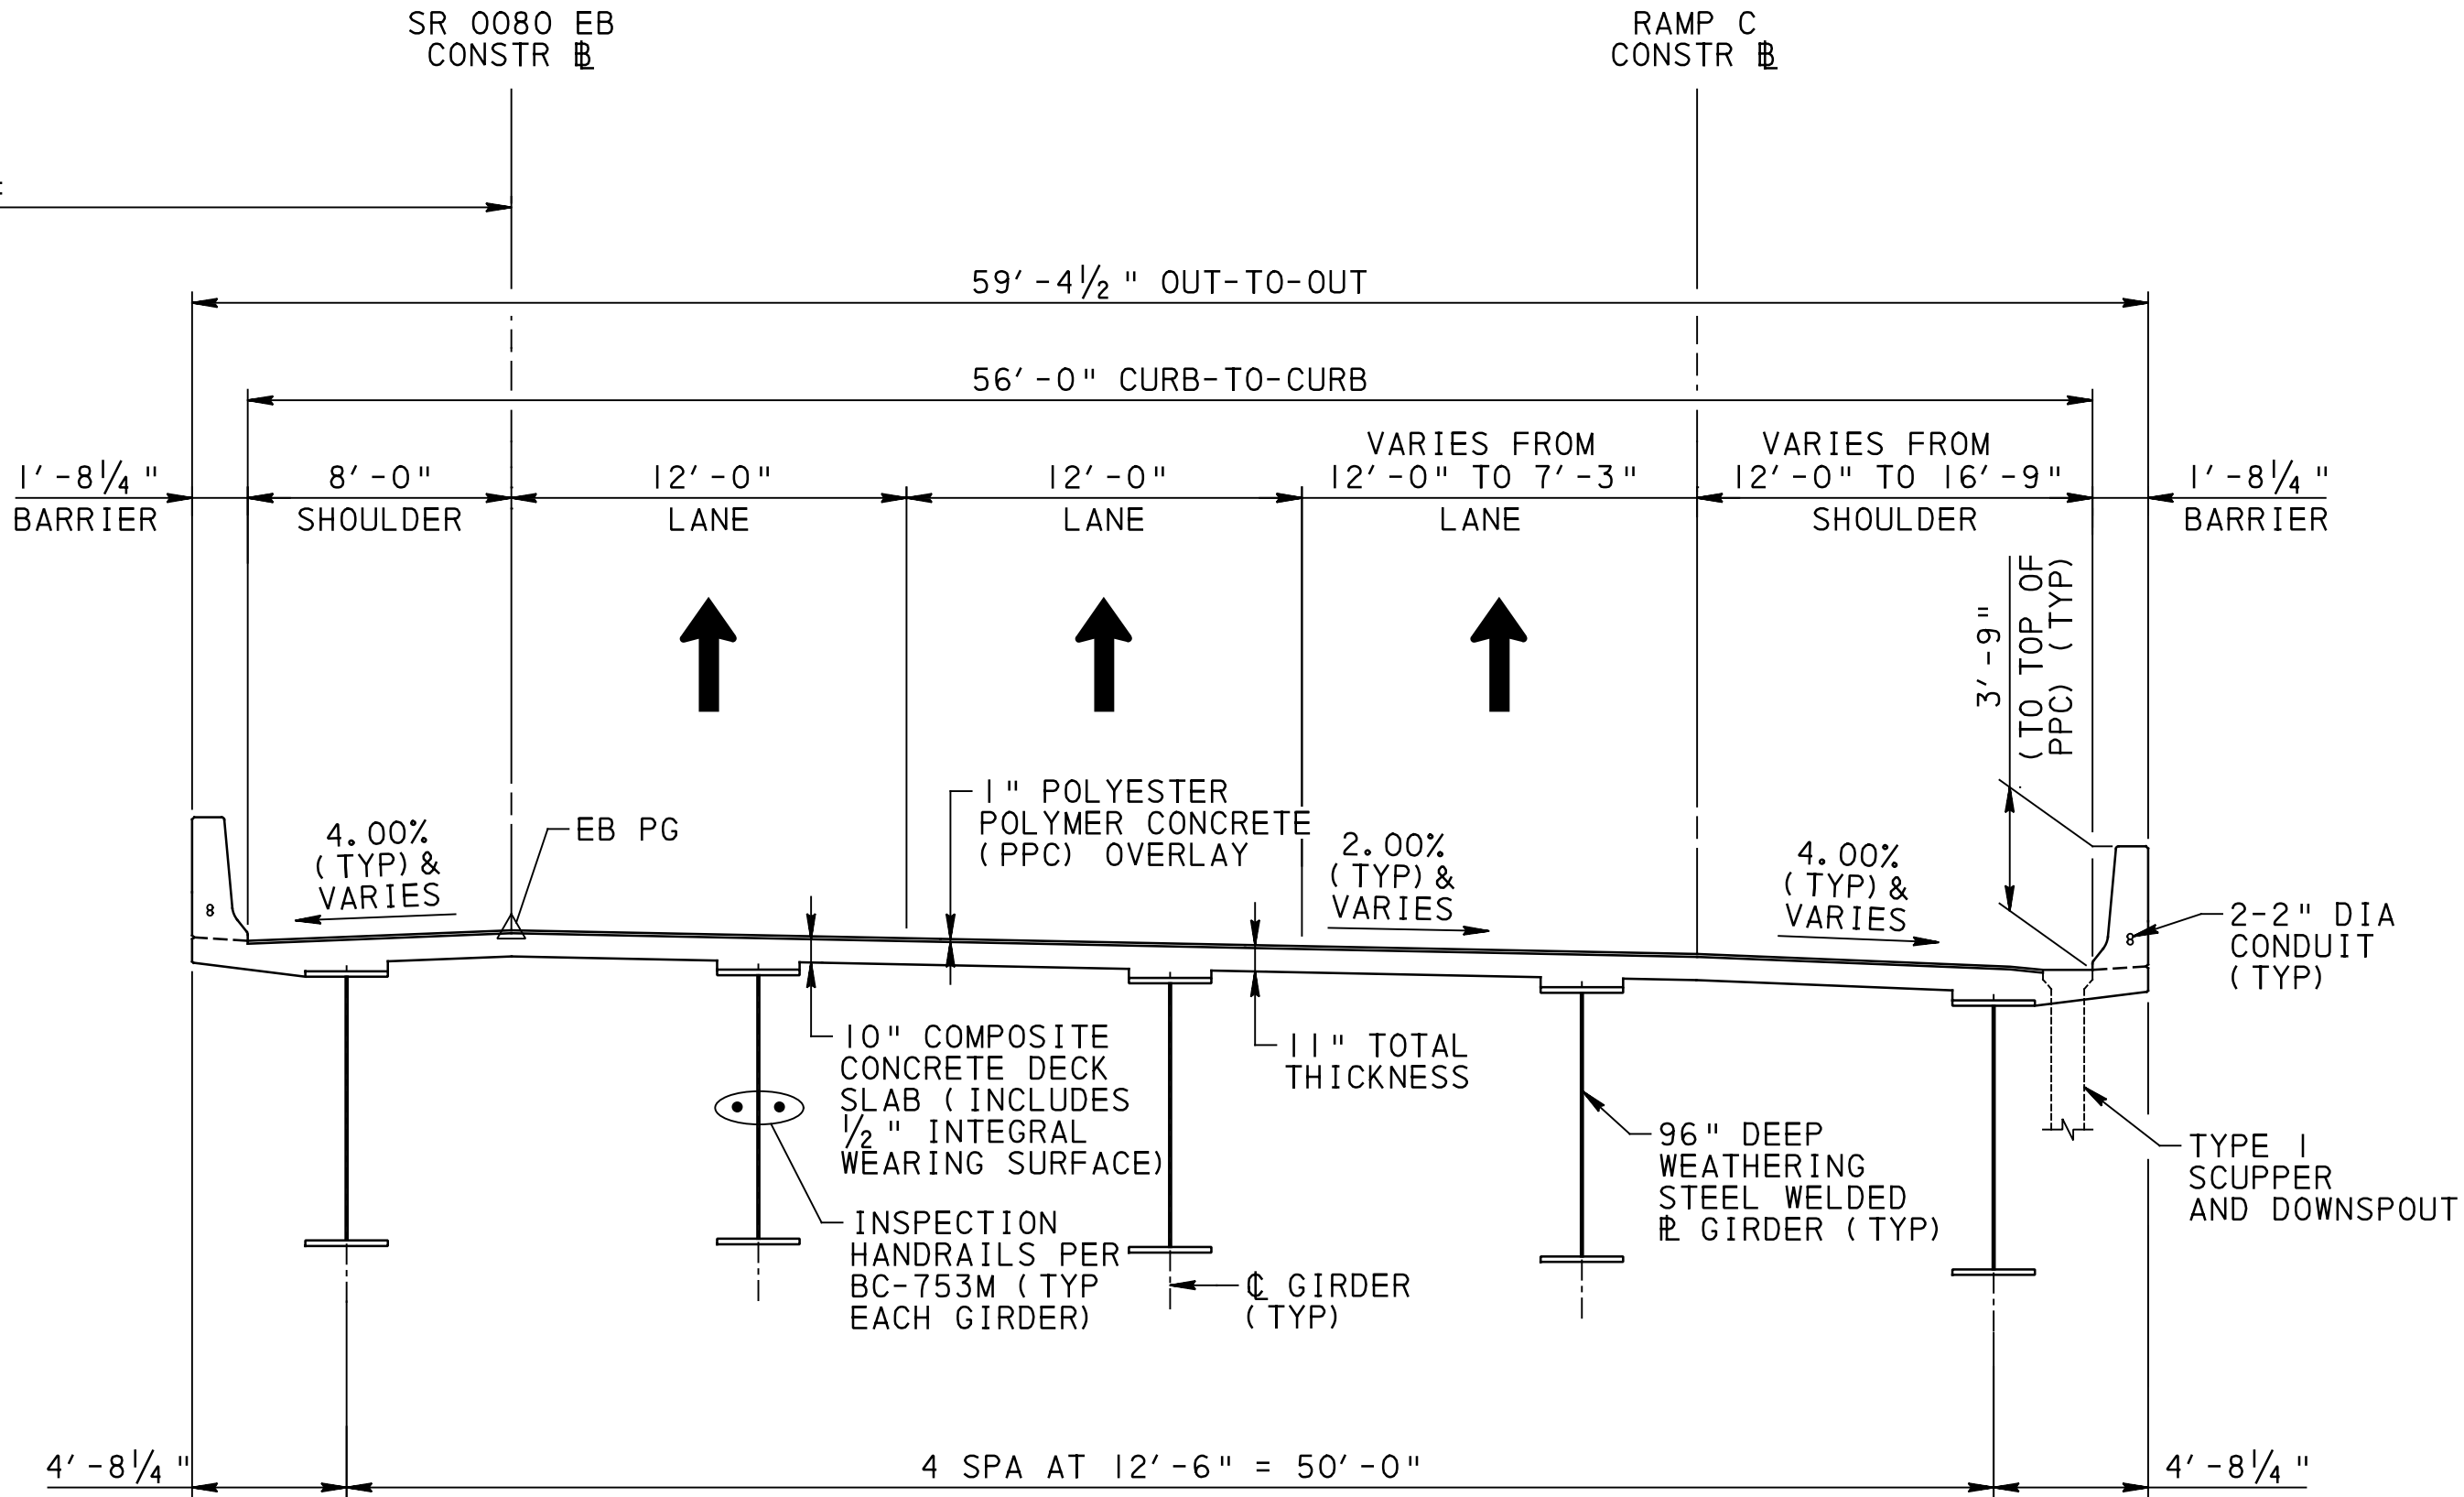 SR 0080 EB
CONSTR ℄
RAMP C
CONSTR ℄
59'-4½" OUT-TO-OUT
56'-0" CURB-TO-CURB
1'-8¼"
BARRIER
8'-0"
SHOULDER
12'-0"
LANE
12'-0"
LANE
VARIES FROM
12'-0" TO 7'-3"
LANE
VARIES FROM
12'-0" TO 16'-9"
SHOULDER
1'-8¼"
BARRIER
3'-9"
(TO TOP OF
PPC) (TYP)
4.00%
(TYP)&
VARIES
EB PG
1" POLYESTER
POLYMER CONCRETE
(PPC) OVERLAY
2.00%
(TYP)&
VARIES
4.00%
(TYP)&
VARIES
2-2" DIA
CONDUIT
(TYP)
10" COMPOSITE
CONCRETE DECK
SLAB (INCLUDES
½" INTEGRAL
WEARING SURFACE)
11" TOTAL
THICKNESS
96" DEEP
WEATHERING
STEEL WELDED
PL GIRDER (TYP)
TYPE 1
SCUPPER
AND DOWNSPOUT
INSPECTION
HANDRAILS PER
BC-753M (TYP
EACH GIRDER)
℄ GIRDER
(TYP)
4'-8¼"
4 SPA AT 12'-6" = 50'-0"
4'-8¼"